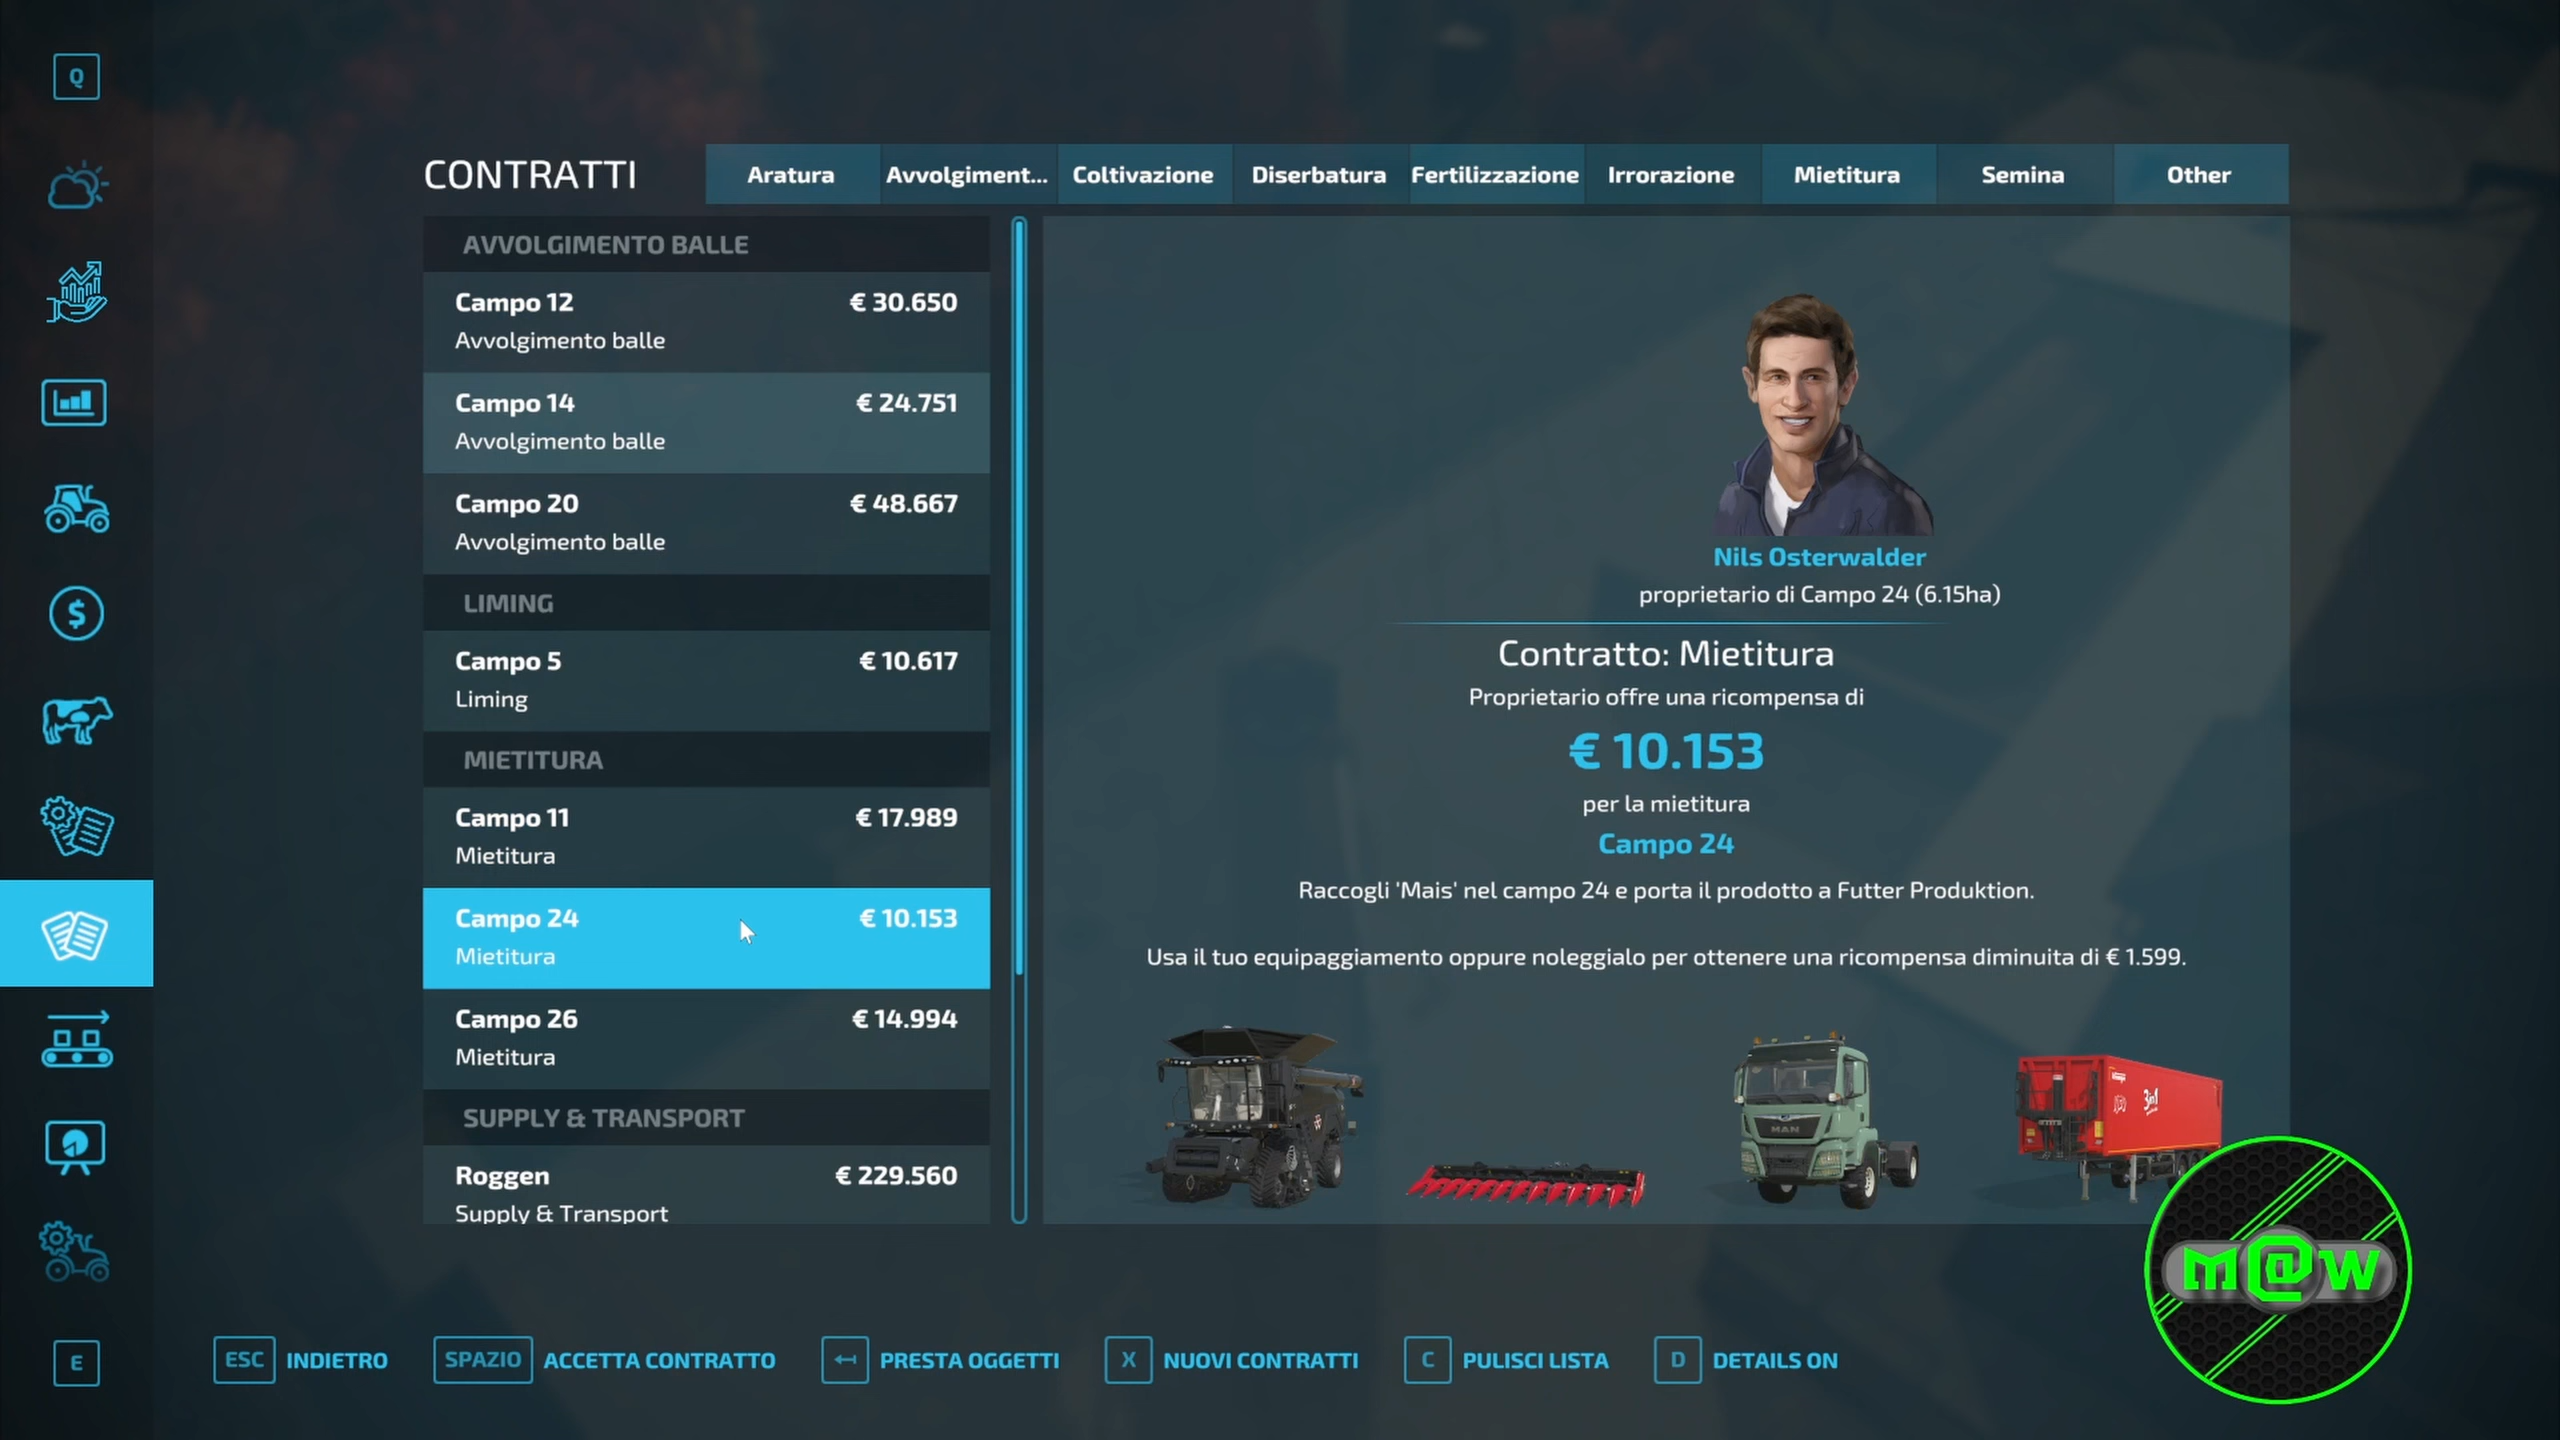 Q
CONTRATTI
Aratura
Avvolgiment...
Coltivazione
Diserbatura
Fertilizzazione
Irrorazione
Mietitura
Semina
Other
AVVOLGIMENTO BALLE
Campo 12 € 30.650
Avvolgimento balle
Campo 14 € 24.751
Avvolgimento balle
Campo 20 € 48.667
Avvolgimento balle
LIMING
Campo 5 € 10.617
Liming
MIETITURA
Campo 11 € 17.989
Mietitura
Campo 24 € 10.153
Mietitura
Campo 26 € 14.994
Mietitura
SUPPLY & TRANSPORT
Roggen € 229.560
Supply & Transport
Nils Osterwalder
proprietario di Campo 24 (6.15ha)
Contratto: Mietitura
Proprietario offre una ricompensa di
€ 10.153
per la mietitura
Campo 24
Raccogli 'Mais' nel campo 24 e porta il prodotto a Futter Produktion.
Usa il tuo equipaggiamento oppure noleggialo per ottenere una ricompensa diminuita di € 1.599.
MAN
3in1
M@W
E
ESC INDIETRO
SPAZIO ACCETTA CONTRATTO
PRESTA OGGETTI
X NUOVI CONTRATTI
C PULISCI LISTA
D DETAILS ON